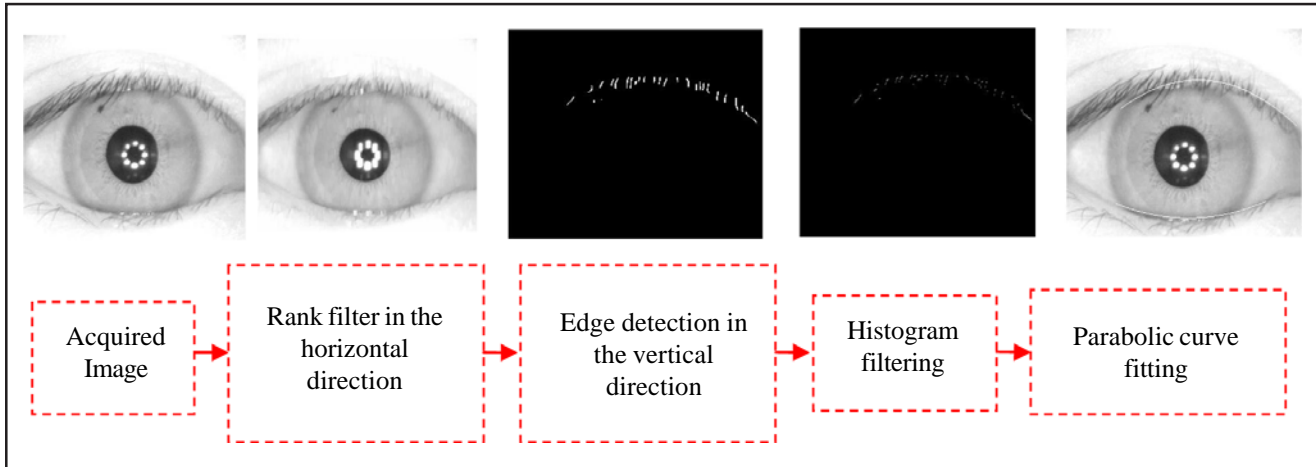 Acquired
Image
Rank filter in the
horizontal
direction
Edge detection in
the vertical
direction
Histogram
filtering
Parabolic curve
fitting